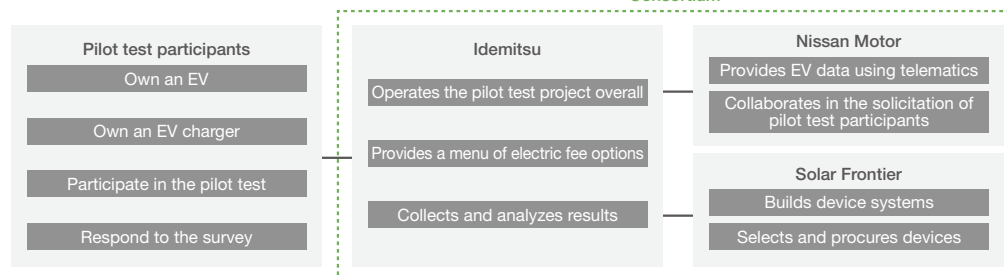 Consortium
Pilot test participants
Own an EV
Own an EV charger
Participate in the pilot test
Respond to the survey
Idemitsu
Operates the pilot test project overall
Provides a menu of electric fee options
Collects and analyzes results
Nissan Motor
Provides EV data using telematics
Collaborates in the solicitation of
pilot test participants
Solar Frontier
Builds device systems
Selects and procures devices